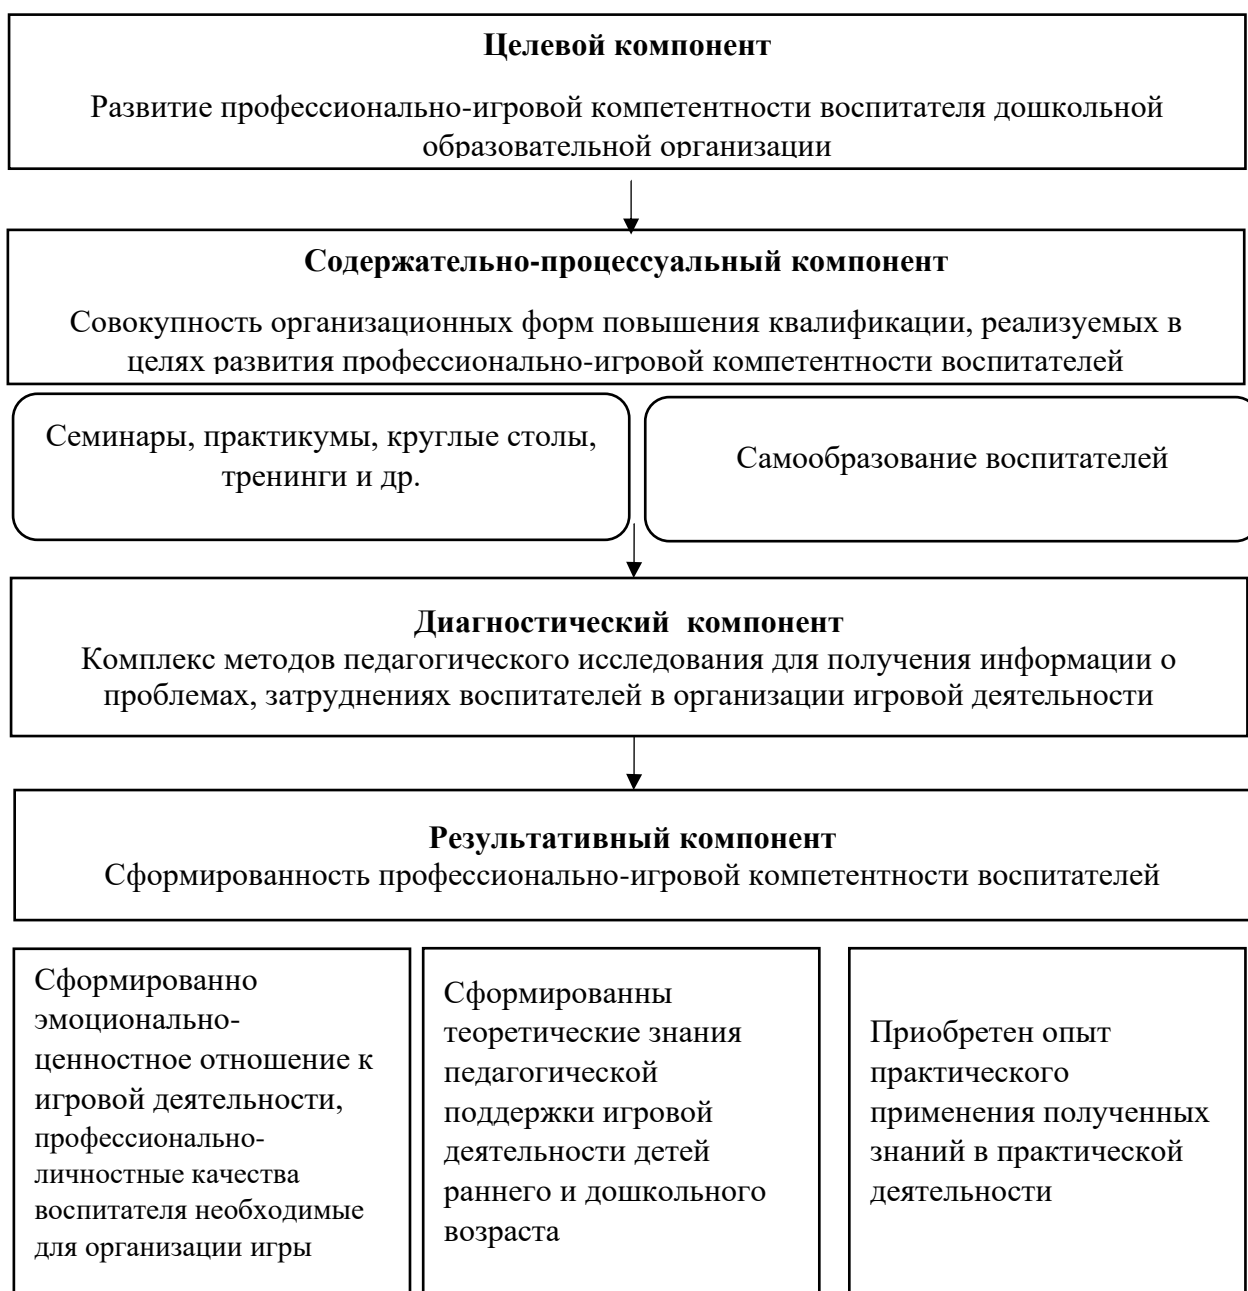 Целевой компонент
Развитие профессионально-игровой компетентности воспитателя дошкольной
образовательной организации
Содержательно-процессуальный компонент
Совокупность организационных форм повышения квалификации, реализуемых в
целях развития профессионально-игровой компетентности воспитателей
Семинары, практикумы, круглые столы,
тренинги и др.
Самообразование воспитателей
Диагностический  компонент
Комплекс методов педагогического исследования для получения информации о
проблемах, затруднениях воспитателей в организации игровой деятельности
Результативный компонент
Сформированность профессионально-игровой компетентности воспитателей
Сформированно
эмоционально-
ценностное отношение к
игровой деятельности,
профессионально-
личностные качества
воспитателя необходимые
для организации игры
Сформированны
теоретические знания
педагогической
поддержки игровой
деятельности детей
раннего и дошкольного
возраста
Приобретен опыт
практического
применения полученных
знаний в практической
деятельности